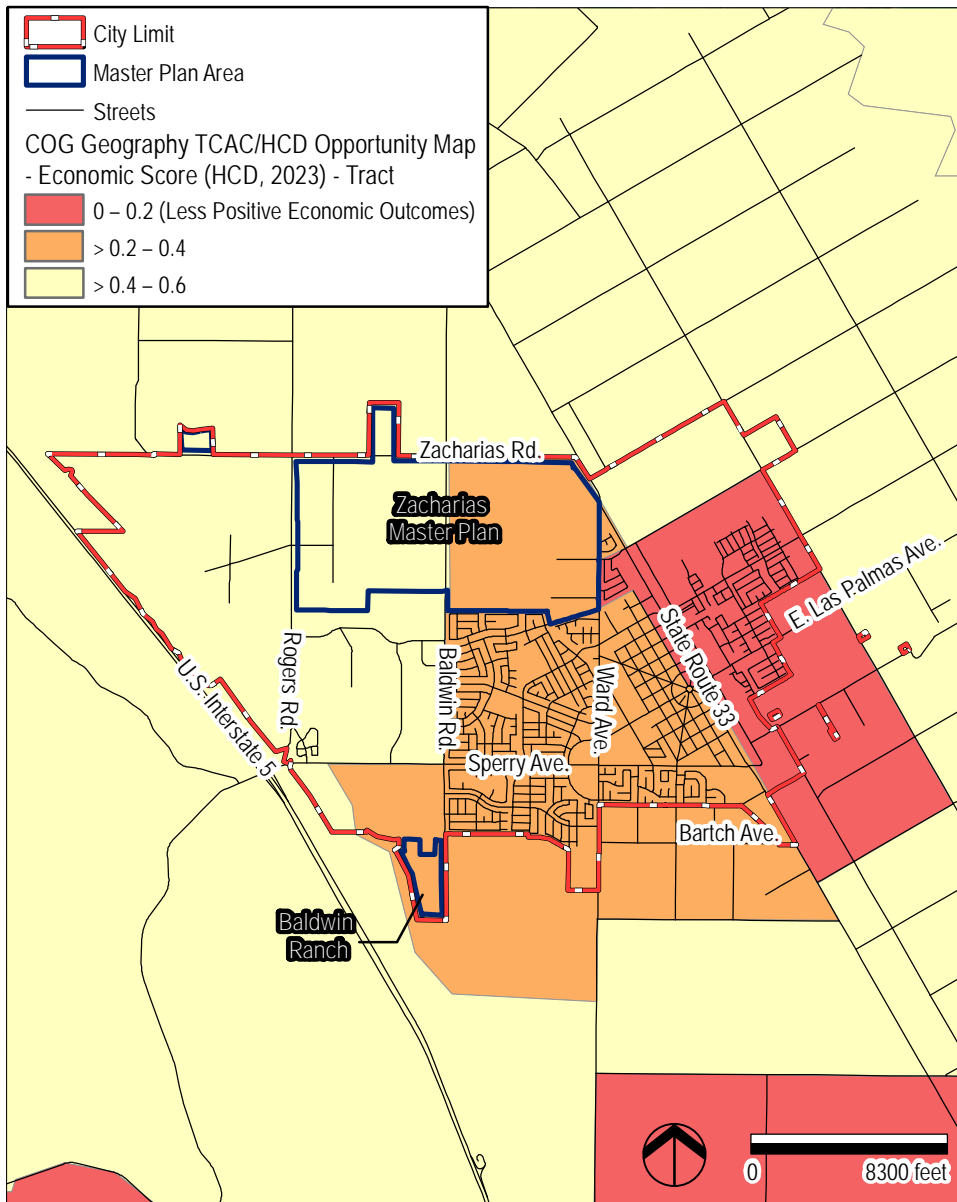 City Limit
Master Plan Area
Streets
COG Geography TCAC/HCD Opportunity Map
- Economic Score (HCD, 2023) - Tract
0 – 0.2 (Less Positive Economic Outcomes)
> 0.2 – 0.4
> 0.4 – 0.6
Zacharias Rd.
Zacharias
Master Plan
E. Las Palmas Ave.
State Route 33
Rogers Rd.
Baldwin Rd.
Ward Ave.
U.S. Interstate 5
Sperry Ave.
Bartch Ave.
Baldwin
Ranch
0
8300 feet